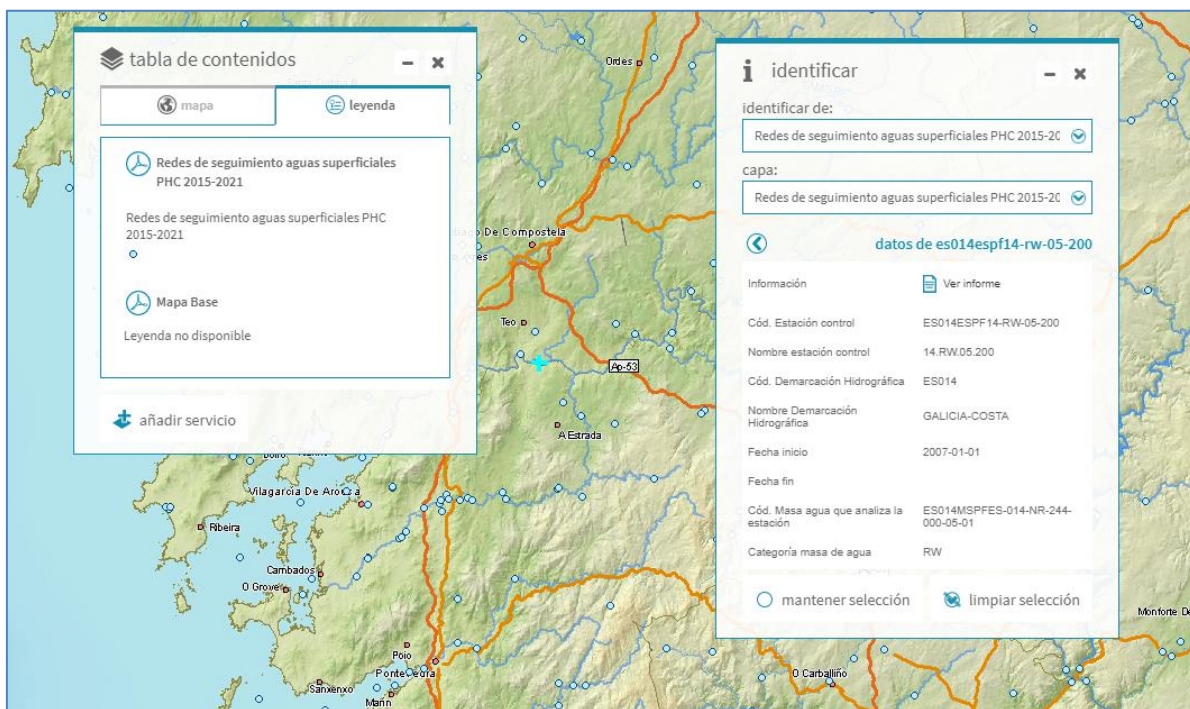 tabla de contenidos
mapa
leyenda
Redes de seguimiento aguas superficiales
PHC 2015-2021
Redes de seguimiento aguas superficiales PHC
2015-2021
Mapa Base
Leyenda no disponible
añadir servicio
identificar
identificar de:
Redes de seguimiento aguas superficiales PHC 2015-20
capa:
Redes de seguimiento aguas superficiales PHC 2015-20
datos de es014espf14-rw-05-200
Información
Ver informe
Cód. Estación control
ES014ESPF14-RW-05-200
Nombre estación control
14.RW.05.200
Cód. Demarcación Hidrográfica
ES014
Nombre Demarcación
Hidrográfica
GALICIA-COSTA
Fecha inicio
2007-01-01
Fecha fin
Cód. Masa agua que analiza la
estación
ES014MSPFES-014-NR-244-
000-05-01
Categoría masa de agua
RW
mantener selección
limpiar selección
Ordes
De Compostela
Teo
Ap-53
A Estrada
Vilagarcía De Arousa
Ribeira
Cambados
O Grove
Poio
Pontevedra
Sanxenxo
Marín
O Carballiño
Monforte De